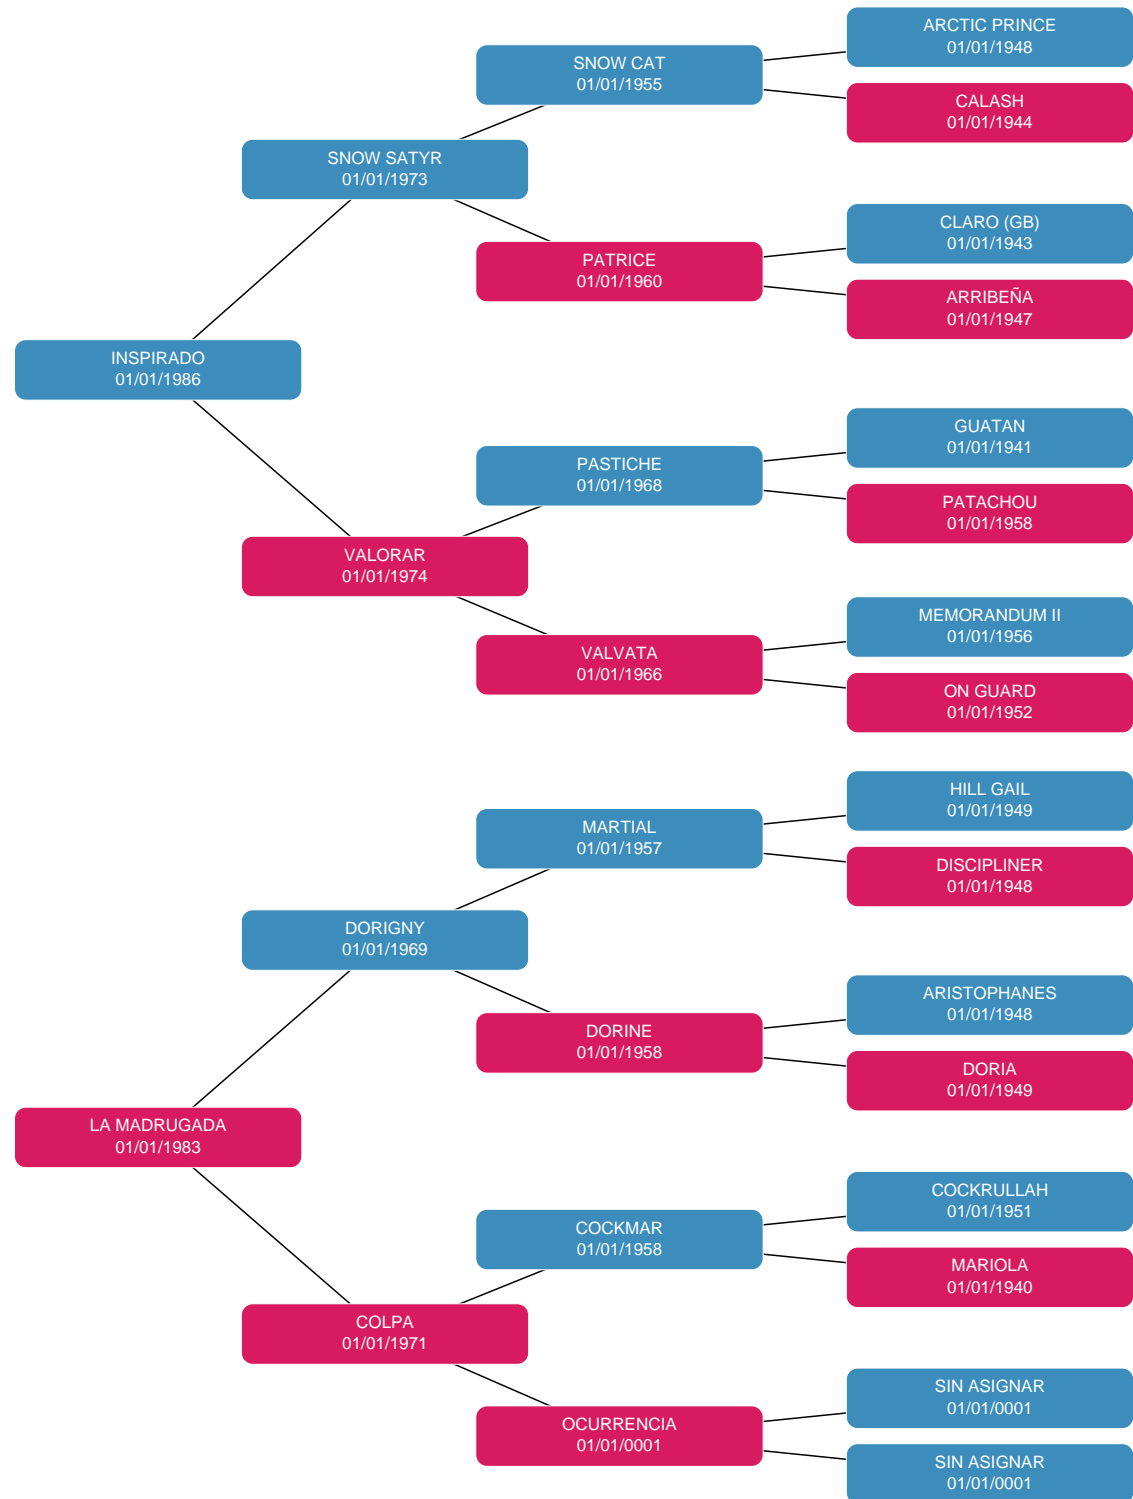 ARCTIC PRINCE
01/01/1948
SNOW CAT
01/01/1955
CALASH
01/01/1944
SNOW SATYR
01/01/1973
CLARO (GB)
01/01/1943
PATRICE
01/01/1960
ARRIBEÑA
01/01/1947
INSPIRADO
01/01/1986
GUATAN
01/01/1941
PASTICHE
01/01/1968
PATACHOU
01/01/1958
VALORAR
01/01/1974
MEMORANDUM II
01/01/1956
VALVATA
01/01/1966
ON GUARD
01/01/1952
HILL GAIL
01/01/1949
MARTIAL
01/01/1957
DISCIPLINER
01/01/1948
DORIGNY
01/01/1969
ARISTOPHANES
01/01/1948
DORINE
01/01/1958
DORIA
01/01/1949
LA MADRUGADA
01/01/1983
COCKRULLAH
01/01/1951
COCKMAR
01/01/1958
MARIOLA
01/01/1940
COLPA
01/01/1971
SIN ASIGNAR
01/01/0001
OCURRENCIA
01/01/0001
SIN ASIGNAR
01/01/0001